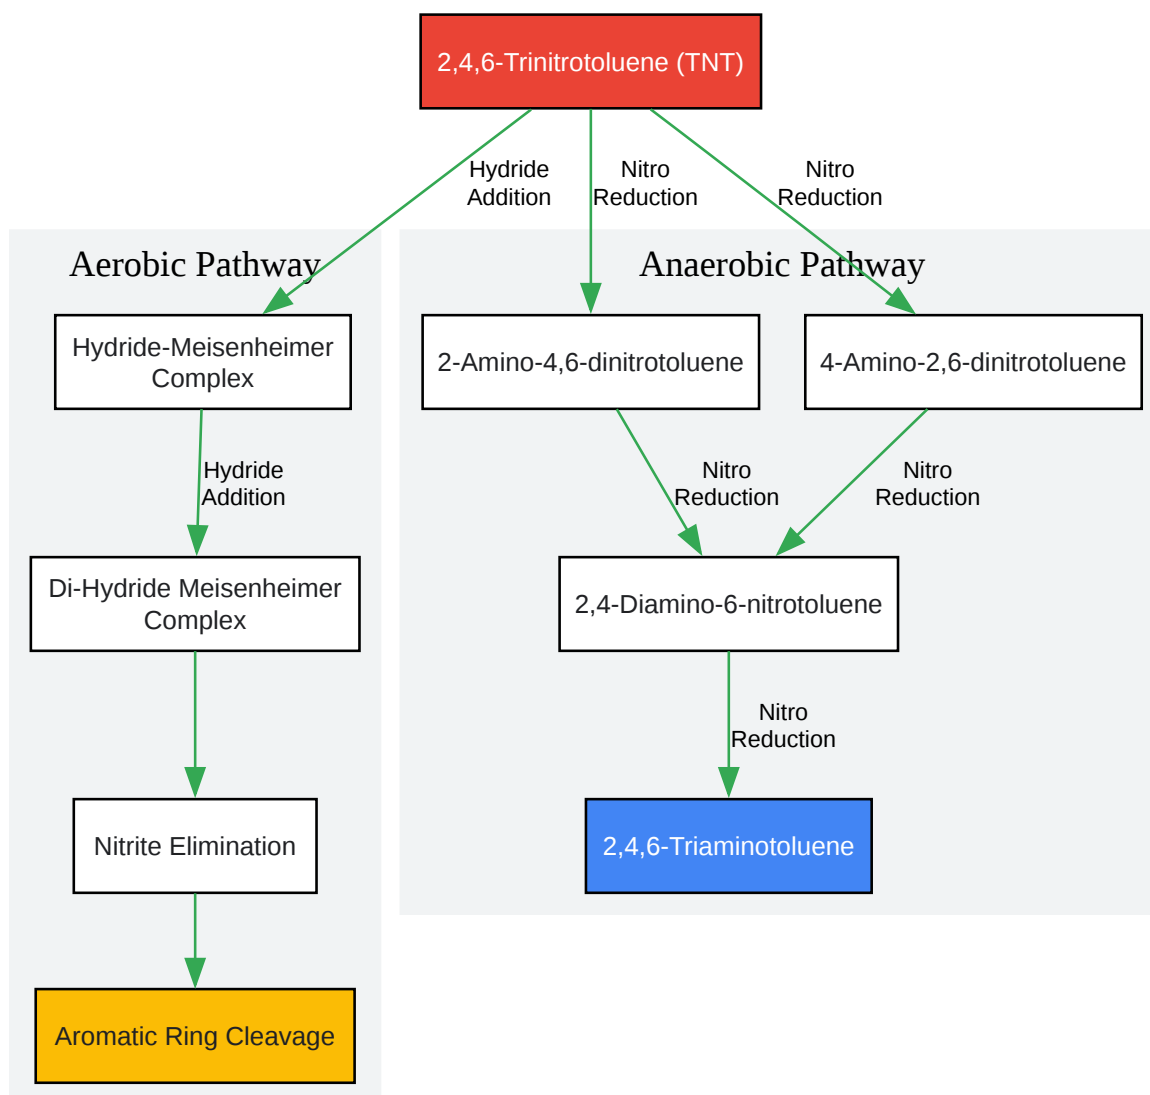 2,4,6-Trinitrotoluene (TNT)
Hydride
Addition
Nitro
Reduction
Nitro
Reduction
Aerobic Pathway
Anaerobic Pathway
Hydride-Meisenheimer
Complex
2-Amino-4,6-dinitrotoluene
4-Amino-2,6-dinitrotoluene
Hydride
Addition
Nitro
Reduction
Nitro
Reduction
Di-Hydride Meisenheimer
Complex
2,4-Diamino-6-nitrotoluene
Nitro
Reduction
Nitrite Elimination
2,4,6-Triaminotoluene
Aromatic Ring Cleavage